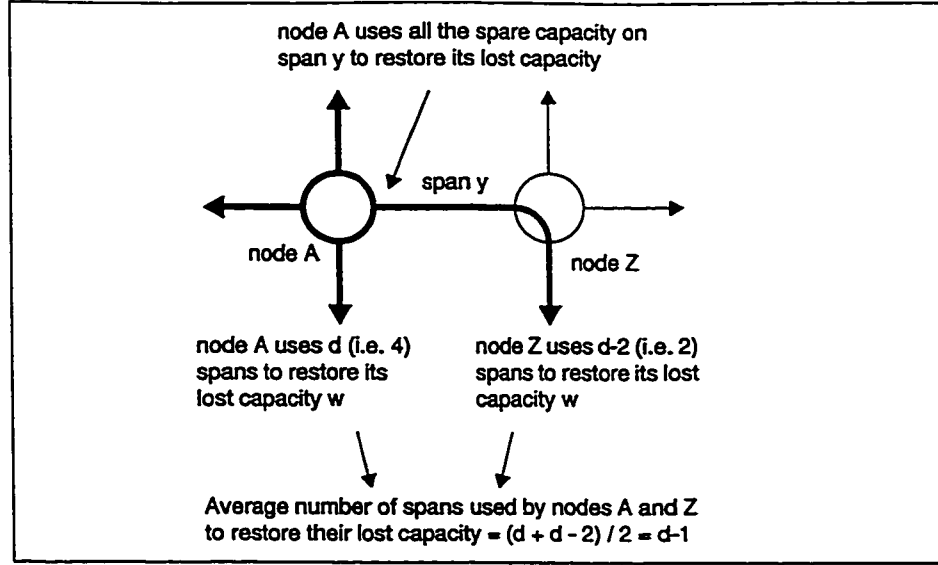 node A uses all the spare capacity on
span y to restore its lost capacity
span y
node A
node Z
node A uses d (i.e. 4)
spans to restore its
lost capacity w
node Z uses d-2 (i.e. 2)
spans to restore its lost
capacity w
Average number of spans used by nodes A and Z
to restore their lost capacity = (d + d - 2) / 2 = d-1